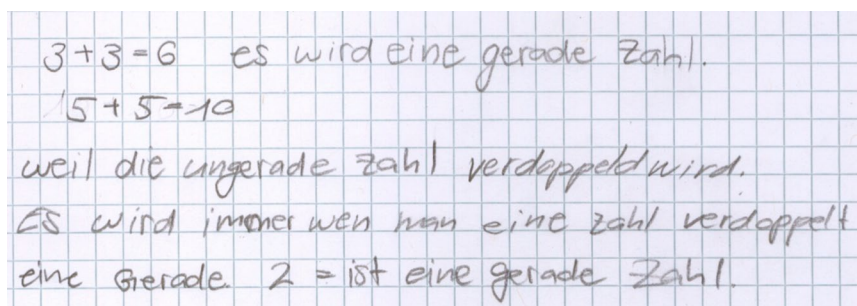 3+3=6 es wird eine gerade Zahl.
5+5=10
weil die ungerade Zahl verdoppeld wird.
Es wird immer wen man eine zahl verdoppelt
eine Gerade. 2 = ist eine gerade Zahl.